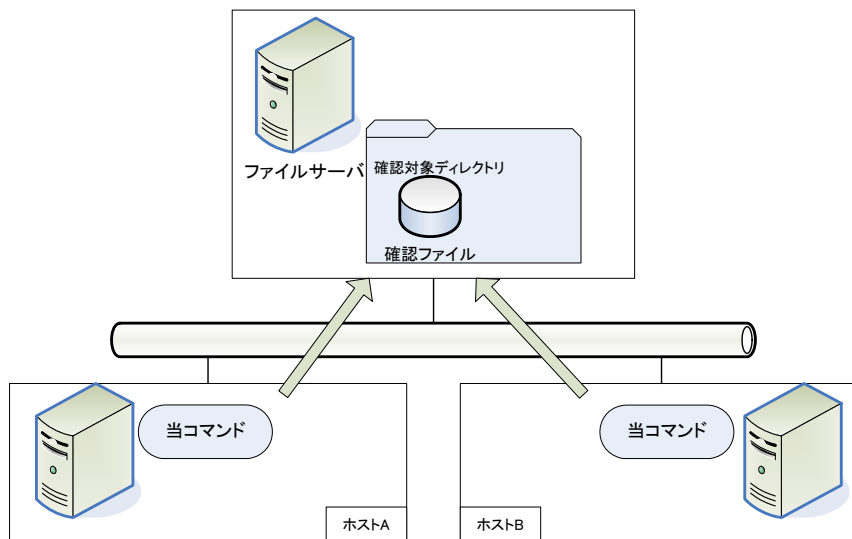 ファイルサーバ
確認対象ディレクトリ
確認ファイル
当コマンド
当コマンド
ホストA
ホストB